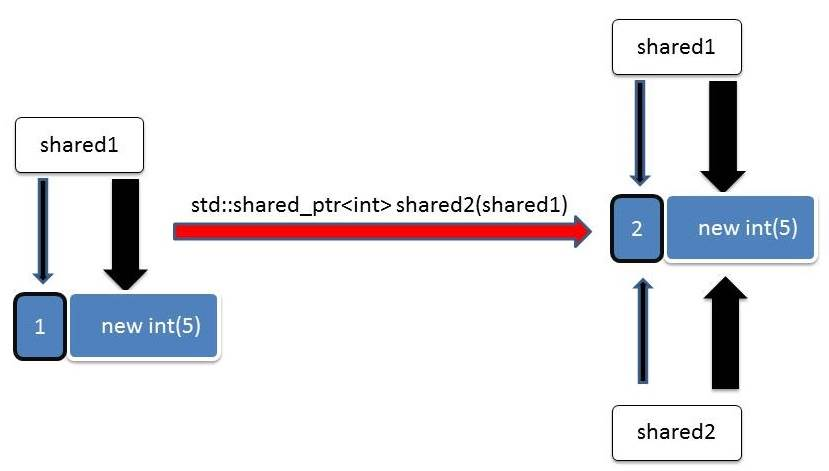 shared1
1
new int(5)
std::shared_ptr<int> shared2(shared1)
shared1
2
new int(5)
shared2